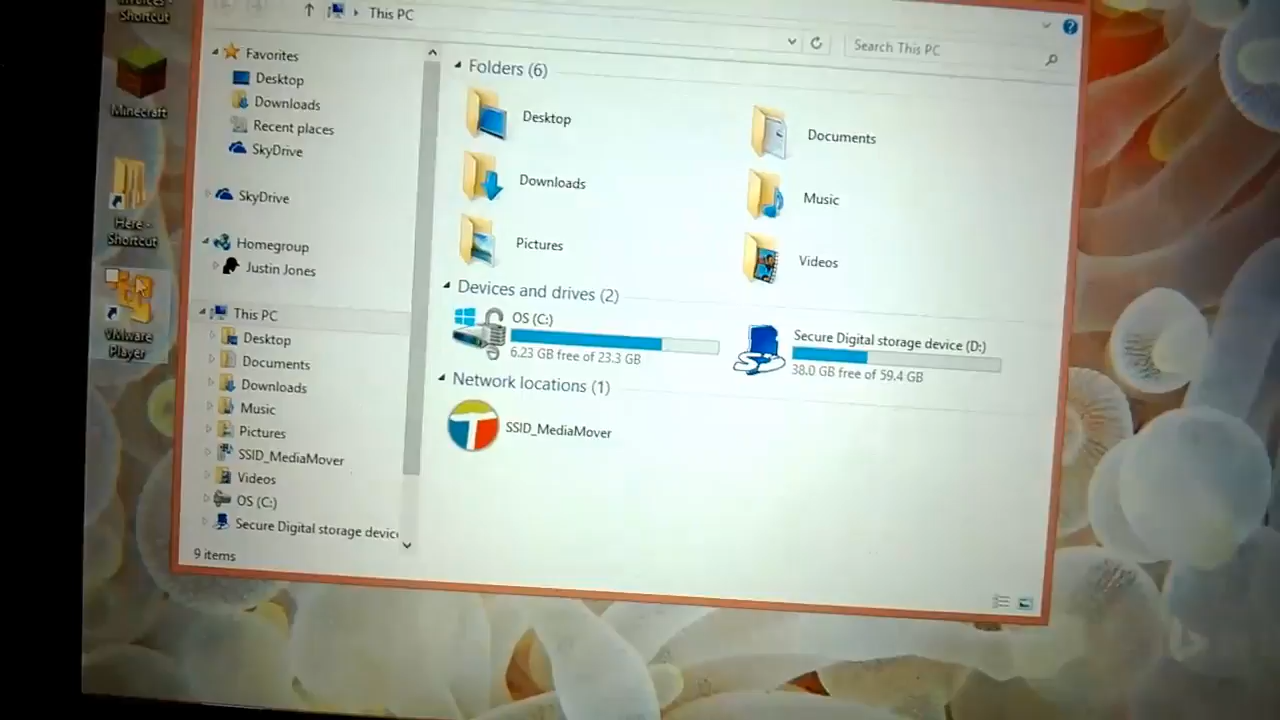 Shortcut
This PC
Search This PC
Minecraft
Here -
Shortcut
VMware
Player
Favorites
Desktop
Downloads
Recent places
SkyDrive
SkyDrive
Homegroup
Justin Jones
This PC
Desktop
Documents
Downloads
Music
Pictures
SSID_MediaMover
Videos
OS (C:)
Secure Digital storage device
9 items
Folders (6)
Desktop
Documents
Downloads
Music
Pictures
Videos
Devices and drives (2)
OS (C:)
6.23 GB free of 23.3 GB
Secure Digital storage device (D:)
38.0 GB free of 59.4 GB
Network locations (1)
SSID_MediaMover